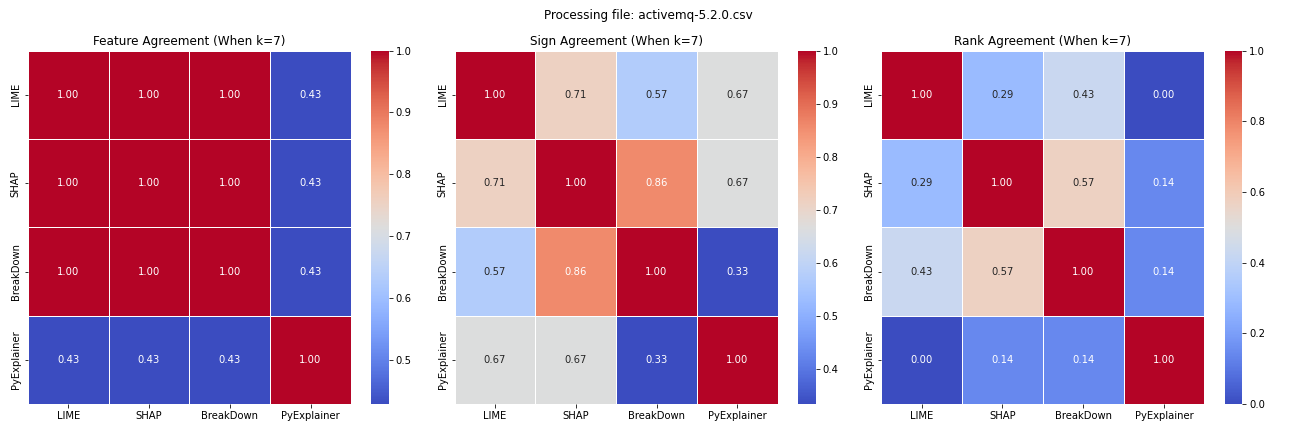 Processing file: activemq-5.2.0.csv
Feature Agreement (When k=7)
LIME 1.00 1.00 1.00 0.43
SHAP 1.00 1.00 1.00 0.43
BreakDown 1.00 1.00 1.00 0.43
PyExplainer 0.43 0.43 0.43 1.00
LIME SHAP BreakDown PyExplainer
1.0
0.9
0.8
0.7
0.6
0.5
Sign Agreement (When k=7)
LIME 1.00 0.71 0.57 0.67
SHAP 0.71 1.00 0.86 0.67
BreakDown 0.57 0.86 1.00 0.33
PyExplainer 0.67 0.67 0.33 1.00
LIME SHAP BreakDown PyExplainer
1.0
0.9
0.8
0.7
0.6
0.5
0.4
Rank Agreement (When k=7)
LIME 1.00 0.29 0.43 0.00
SHAP 0.29 1.00 0.57 0.14
BreakDown 0.43 0.57 1.00 0.14
PyExplainer 0.00 0.14 0.14 1.00
LIME SHAP BreakDown PyExplainer
1.0
0.8
0.6
0.4
0.2
0.0